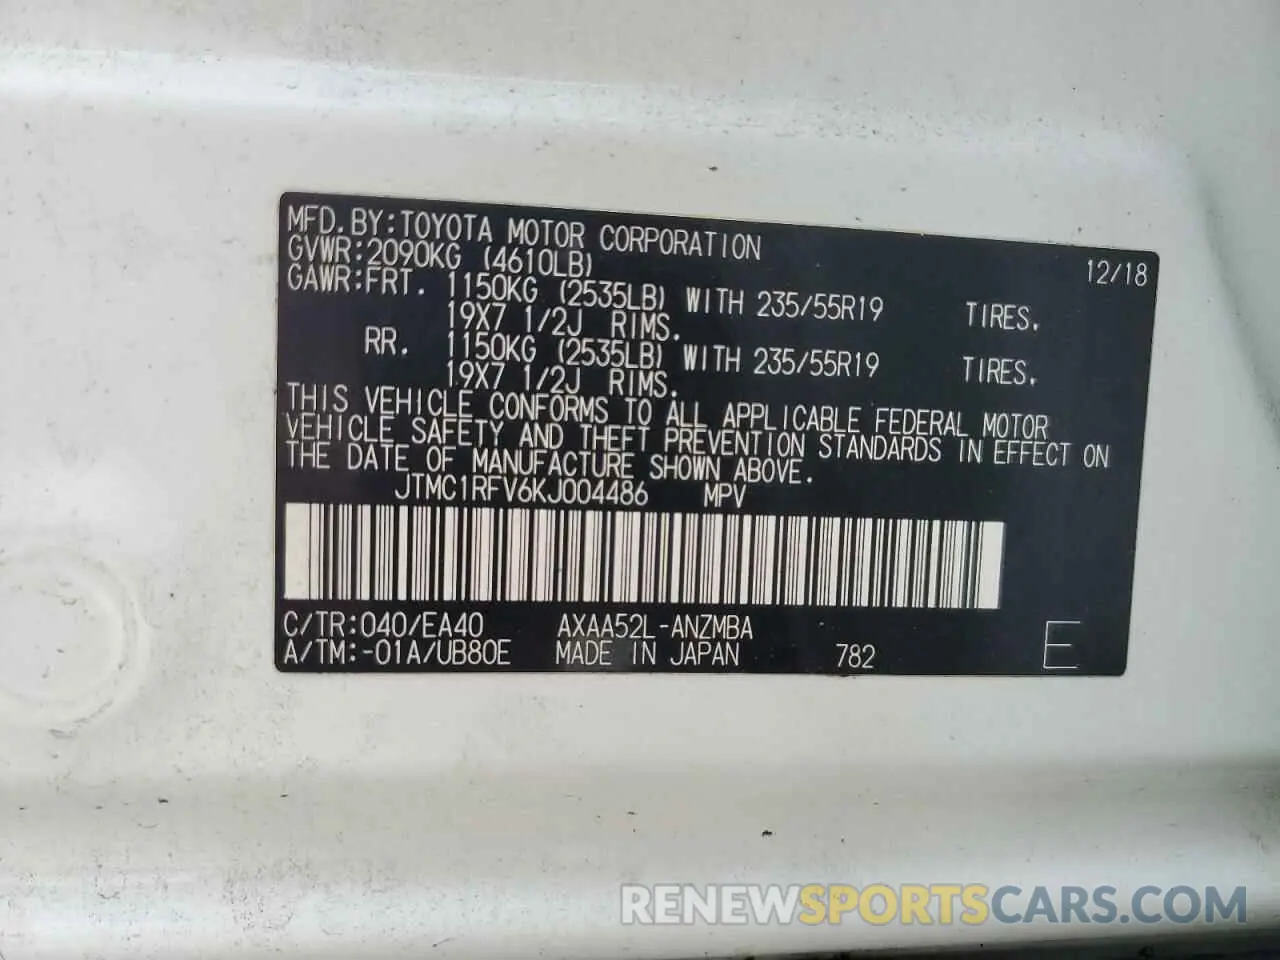 MFD.BY:TOYOTA MOTOR CORPORATION 12/18
GVWR:2090KG (4610LB)
GAWR:FRT. 1150KG (2535LB) WITH 235/55R19 TIRES.
19X7 1/2J RIMS.
RR. 1150KG (2535LB) WITH 235/55R19 TIRES.
19X7 1/2J RIMS.
THIS VEHICLE CONFORMS TO ALL APPLICABLE FEDERAL MOTOR
VEHICLE SAFETY AND THEFT PREVENTION STANDARDS IN EFFECT ON
THE DATE OF MANUFACTURE SHOWN ABOVE.
JTMC1RFV6KJ004486 MPV
C/TR:040/EA40 AXAA52L-ANZMBA
A/TM:-01A/UB80E MADE IN JAPAN 782 E
RENEWSPORTSCARS.COM